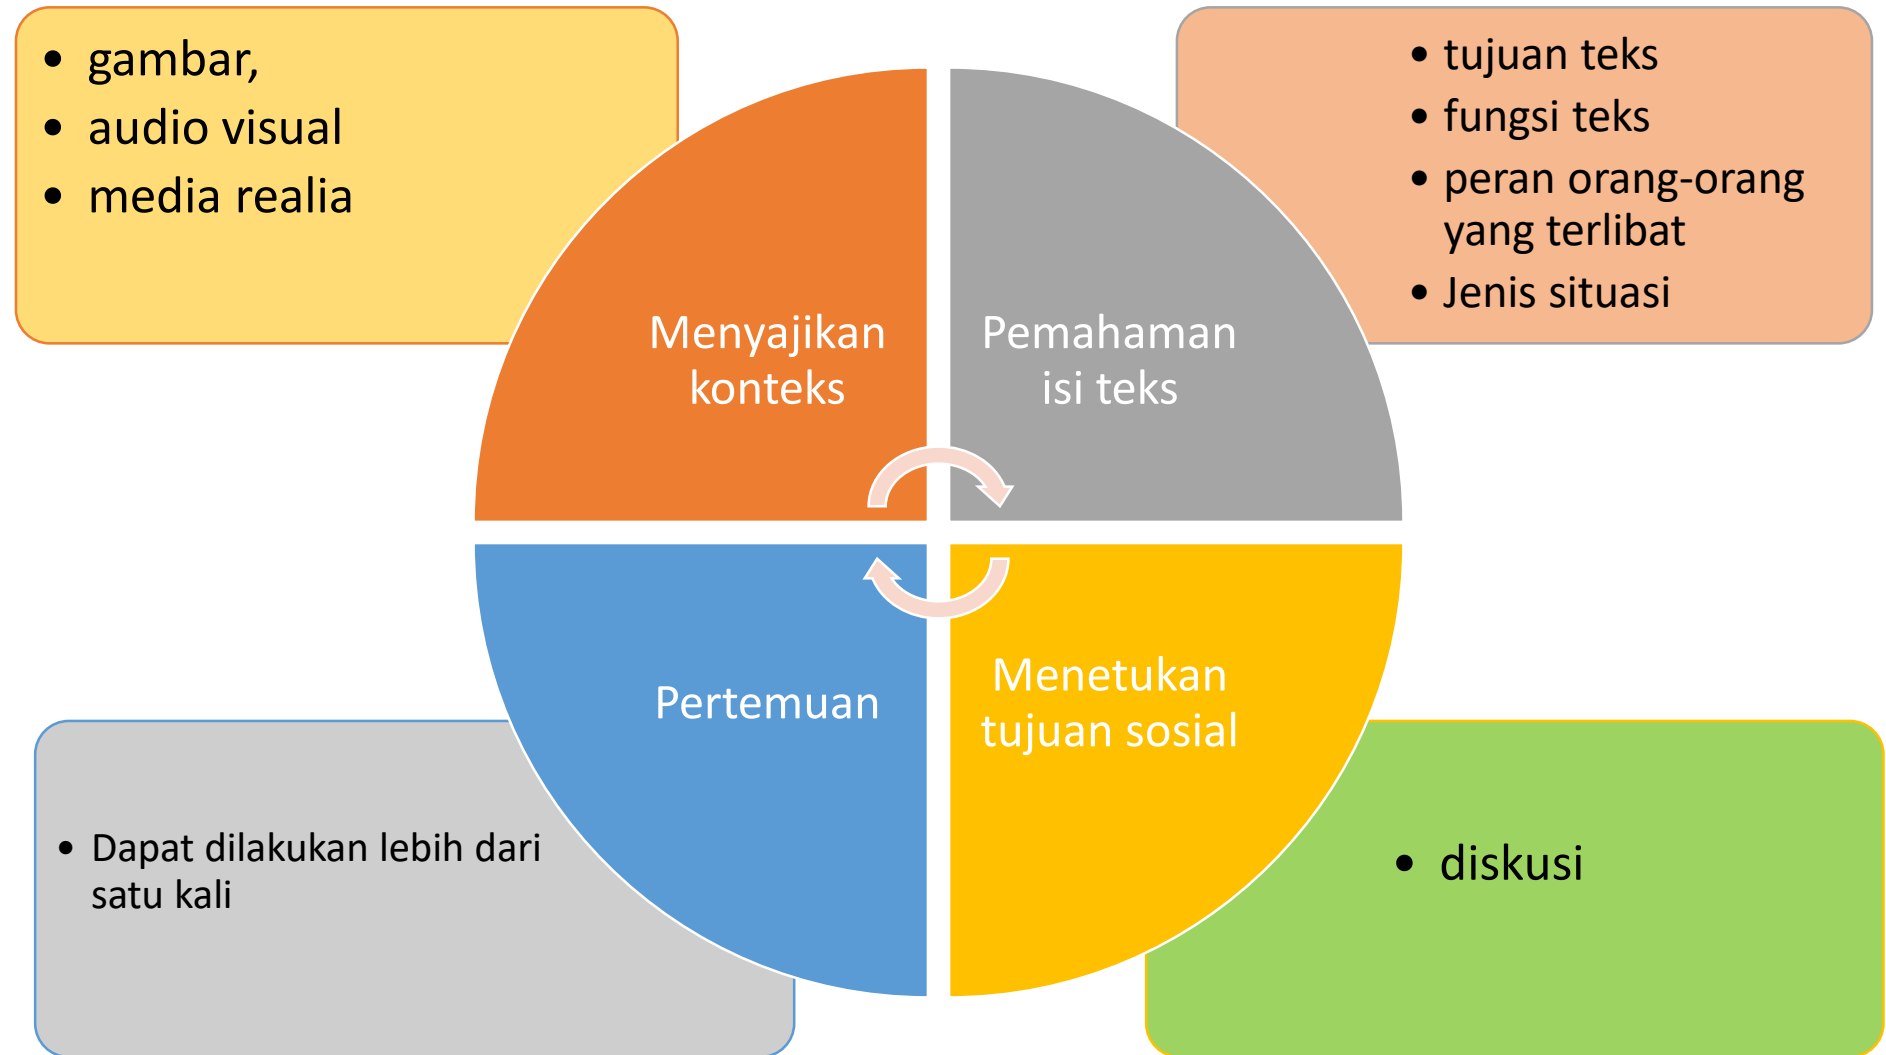 • gambar,
• audio visual
• media realia
• tujuan teks
• fungsi teks
• peran orang-orang
yang terlibat
• Jenis situasi
Menyajikan
konteks
Pemahaman
isi teks
Pertemuan
Menetukan
tujuan sosial
• Dapat dilakukan lebih dari
satu kali
• diskusi